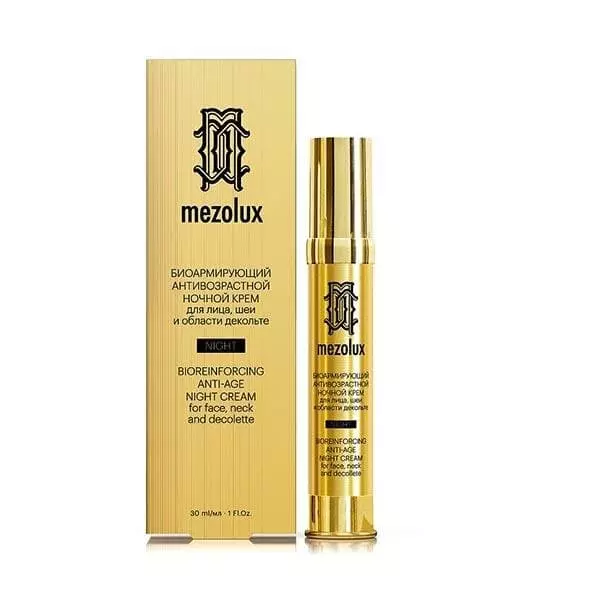 mezolux
БИОАРМИРУЮЩИЙ
АНТИВОЗРАСТНОЙ
НОЧНОЙ КРЕМ
для лица, шеи
и области декольте
NIGHT
BIOREINFORCING
ANTI-AGE
NIGHT CREAM
for face, neck
and decolette
30 ml/мл · 1 Fl.Oz.
mezolux
БИОАРМИРУЮЩИЙ
АНТИВОЗРАСТНОЙ
НОЧНОЙ КРЕМ
для лица, шеи
и области декольте
NIGHT
BIOREINFORCING
ANTI-AGE
NIGHT CREAM
for face, neck
and decollete